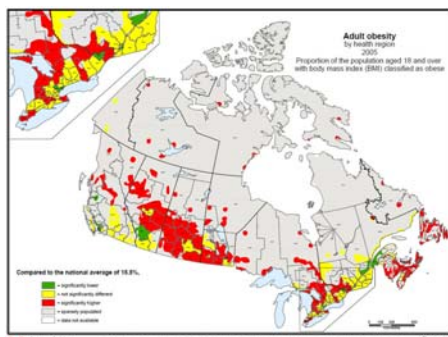 Adult obesity
by health region
2005
Proportion of the population aged 18 and over
with body mass index (BMI) classified as obese
Compared to the national average of 15.5%,
= significantly lower
= not significantly different
= significantly higher
= sparsely populated
= data not available